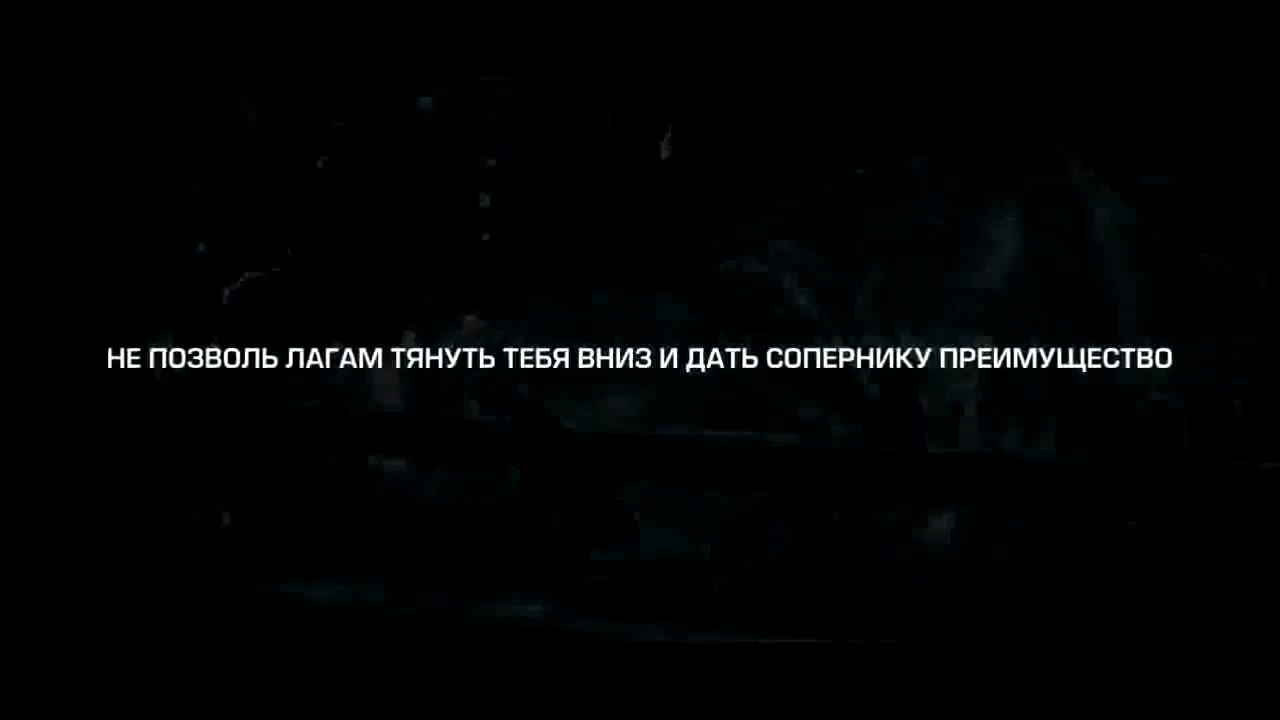 НЕ ПОЗВОЛЬ ЛАГАМ ТЯНУТЬ ТЕБЯ ВНИЗ И ДАТЬ СОПЕРНИКУ ПРЕИМУЩЕСТВО